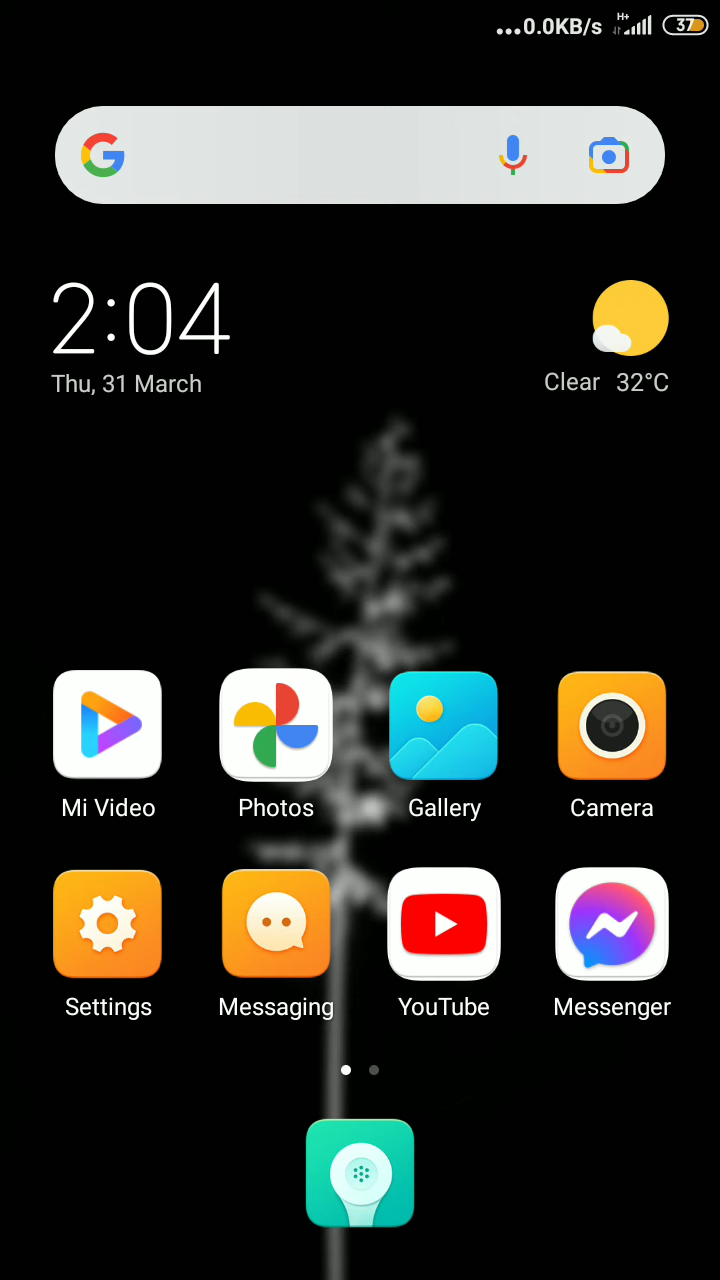 ...0.0KB/s H+ 37
2:04
Thu, 31 March
Clear 32°C
Mi Video Photos Gallery Camera
Settings Messaging YouTube Messenger